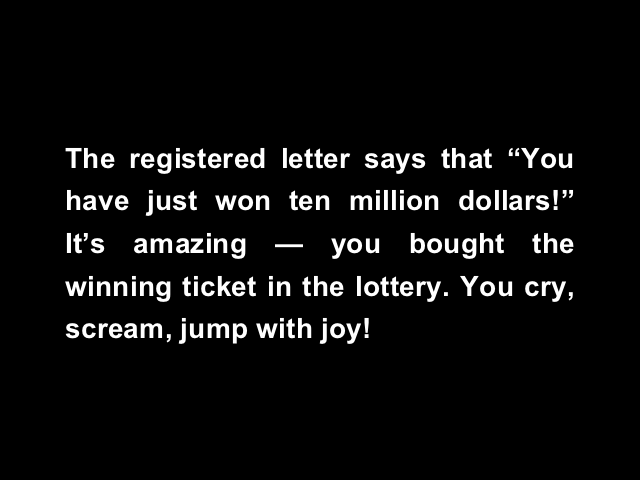 The registered letter says that “You
have just won ten million dollars!”
It’s amazing — you bought the
winning ticket in the lottery. You cry,
scream, jump with joy!